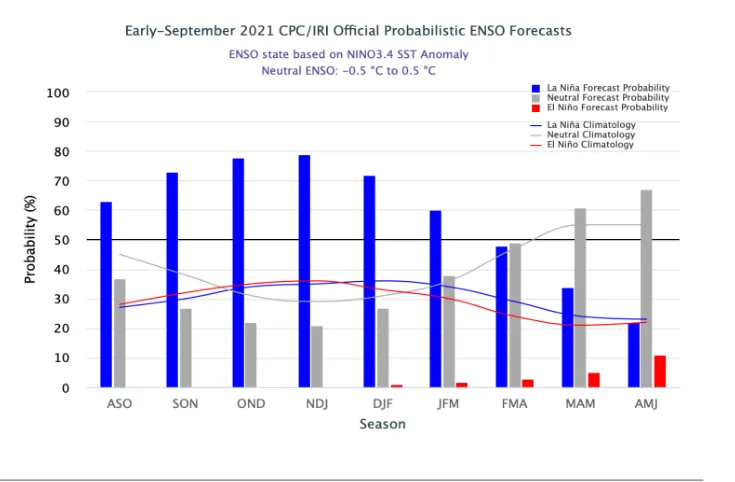 Early-September 2021 CPC/IRI Official Probabilistic ENSO Forecasts
ENSO state based on NINO3.4 SST Anomaly
Neutral ENSO: -0.5 °C to 0.5 °C
La Niña Forecast Probability
Neutral Forecast Probability
El Niño Forecast Probability
La Niña Climatology
Neutral Climatology
El Niño Climatology
Probability (%)
100
90
80
70
60
50
40
30
20
10
0
ASO SON OND NDJ DJF JFM FMA MAM AMJ
Season